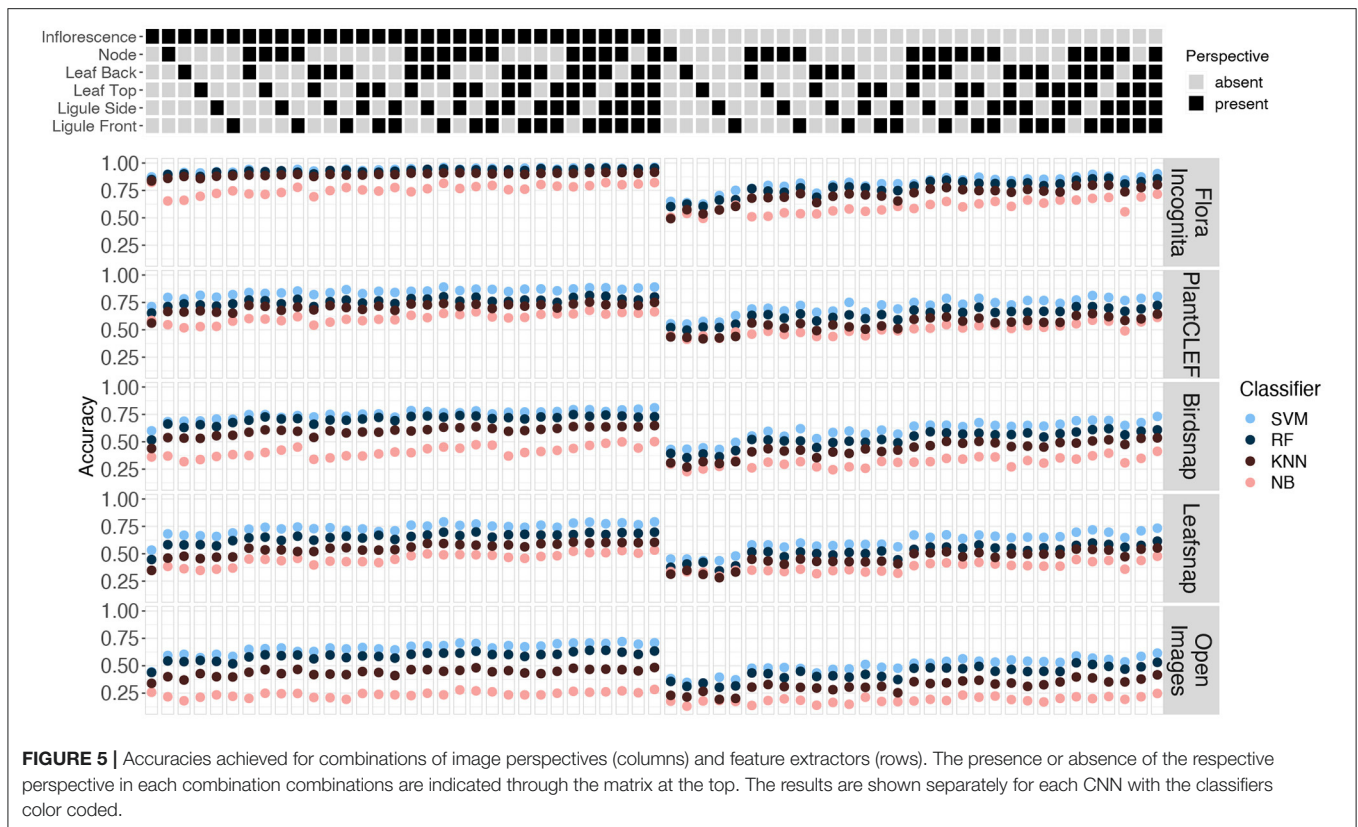 Inflorescence
Node
Leaf Back
Leaf Top
Ligule Side
Ligule Front
Perspective
absent
present
1.00
0.75
0.50
0.25
Flora
Incognita
1.00
0.75
0.50
0.25
PlantCLEF
1.00
0.75
0.50
0.25
Birdsnap
1.00
0.75
0.50
0.25
Leafsnap
1.00
0.75
0.50
0.25
Open
Images
Accuracy
Classifier
SVM
RF
KNN
NB
FIGURE 5 | Accuracies achieved for combinations of image perspectives (columns) and feature extractors (rows). The presence or absence of the respective
perspective in each combination combinations are indicated through the matrix at the top. The results are shown separately for each CNN with the classifiers
color coded.